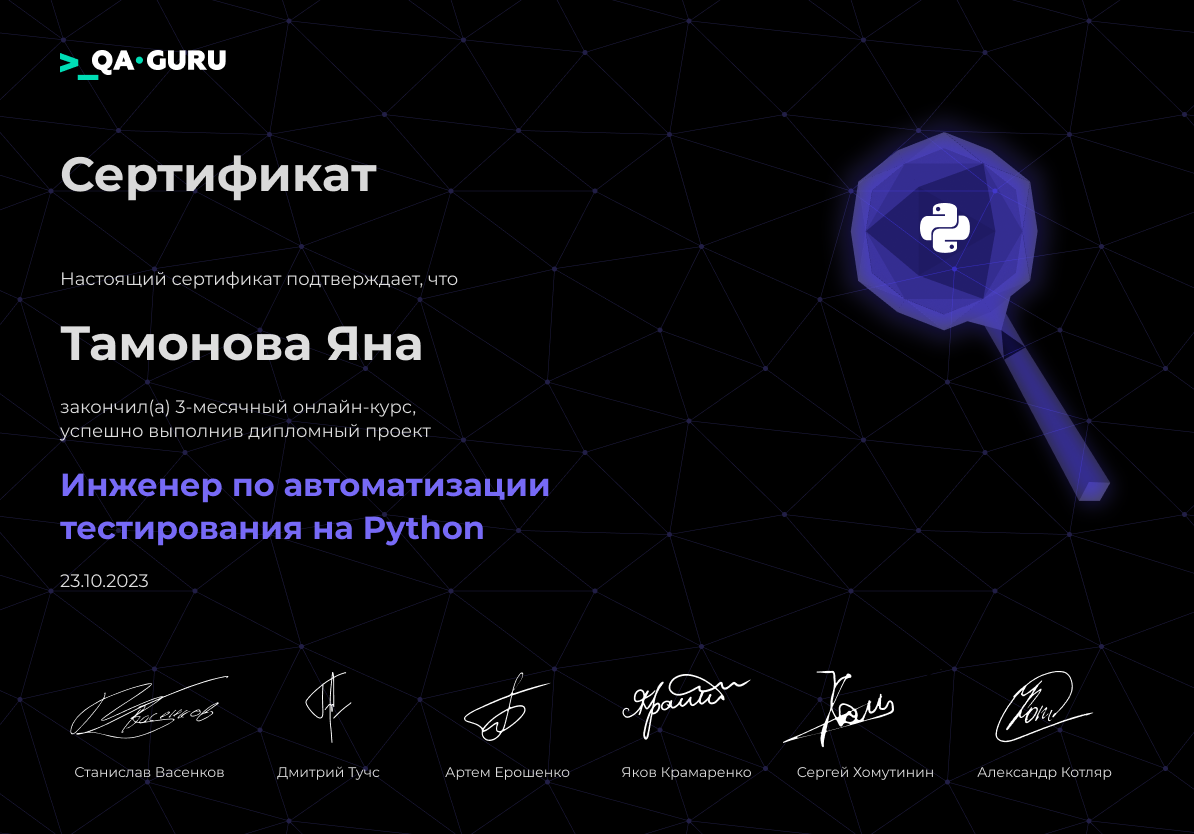 >_QA·GURU
Сертификат
Настоящий сертификат подтверждает, что
Тамонова Яна
закончил(а) 3-месячный онлайн-курс,
успешно выполнив дипломный проект
Инженер по автоматизации
тестирования на Python
23.10.2023
Станислав Васенков Дмитрий Тучс Артем Ерошенко Яков Крамаренко Сергей Хомутинин Александр Котляр